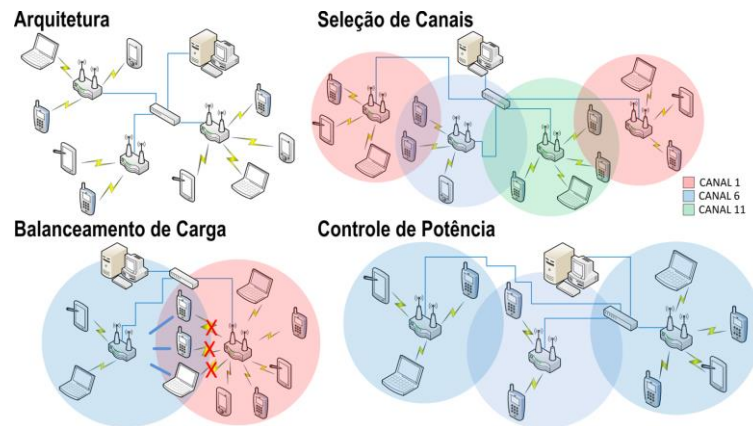 Arquitetura
Seleção de Canais
CANAL 1
CANAL 6
CANAL 11
Balanceamento de Carga
Controle de Potência